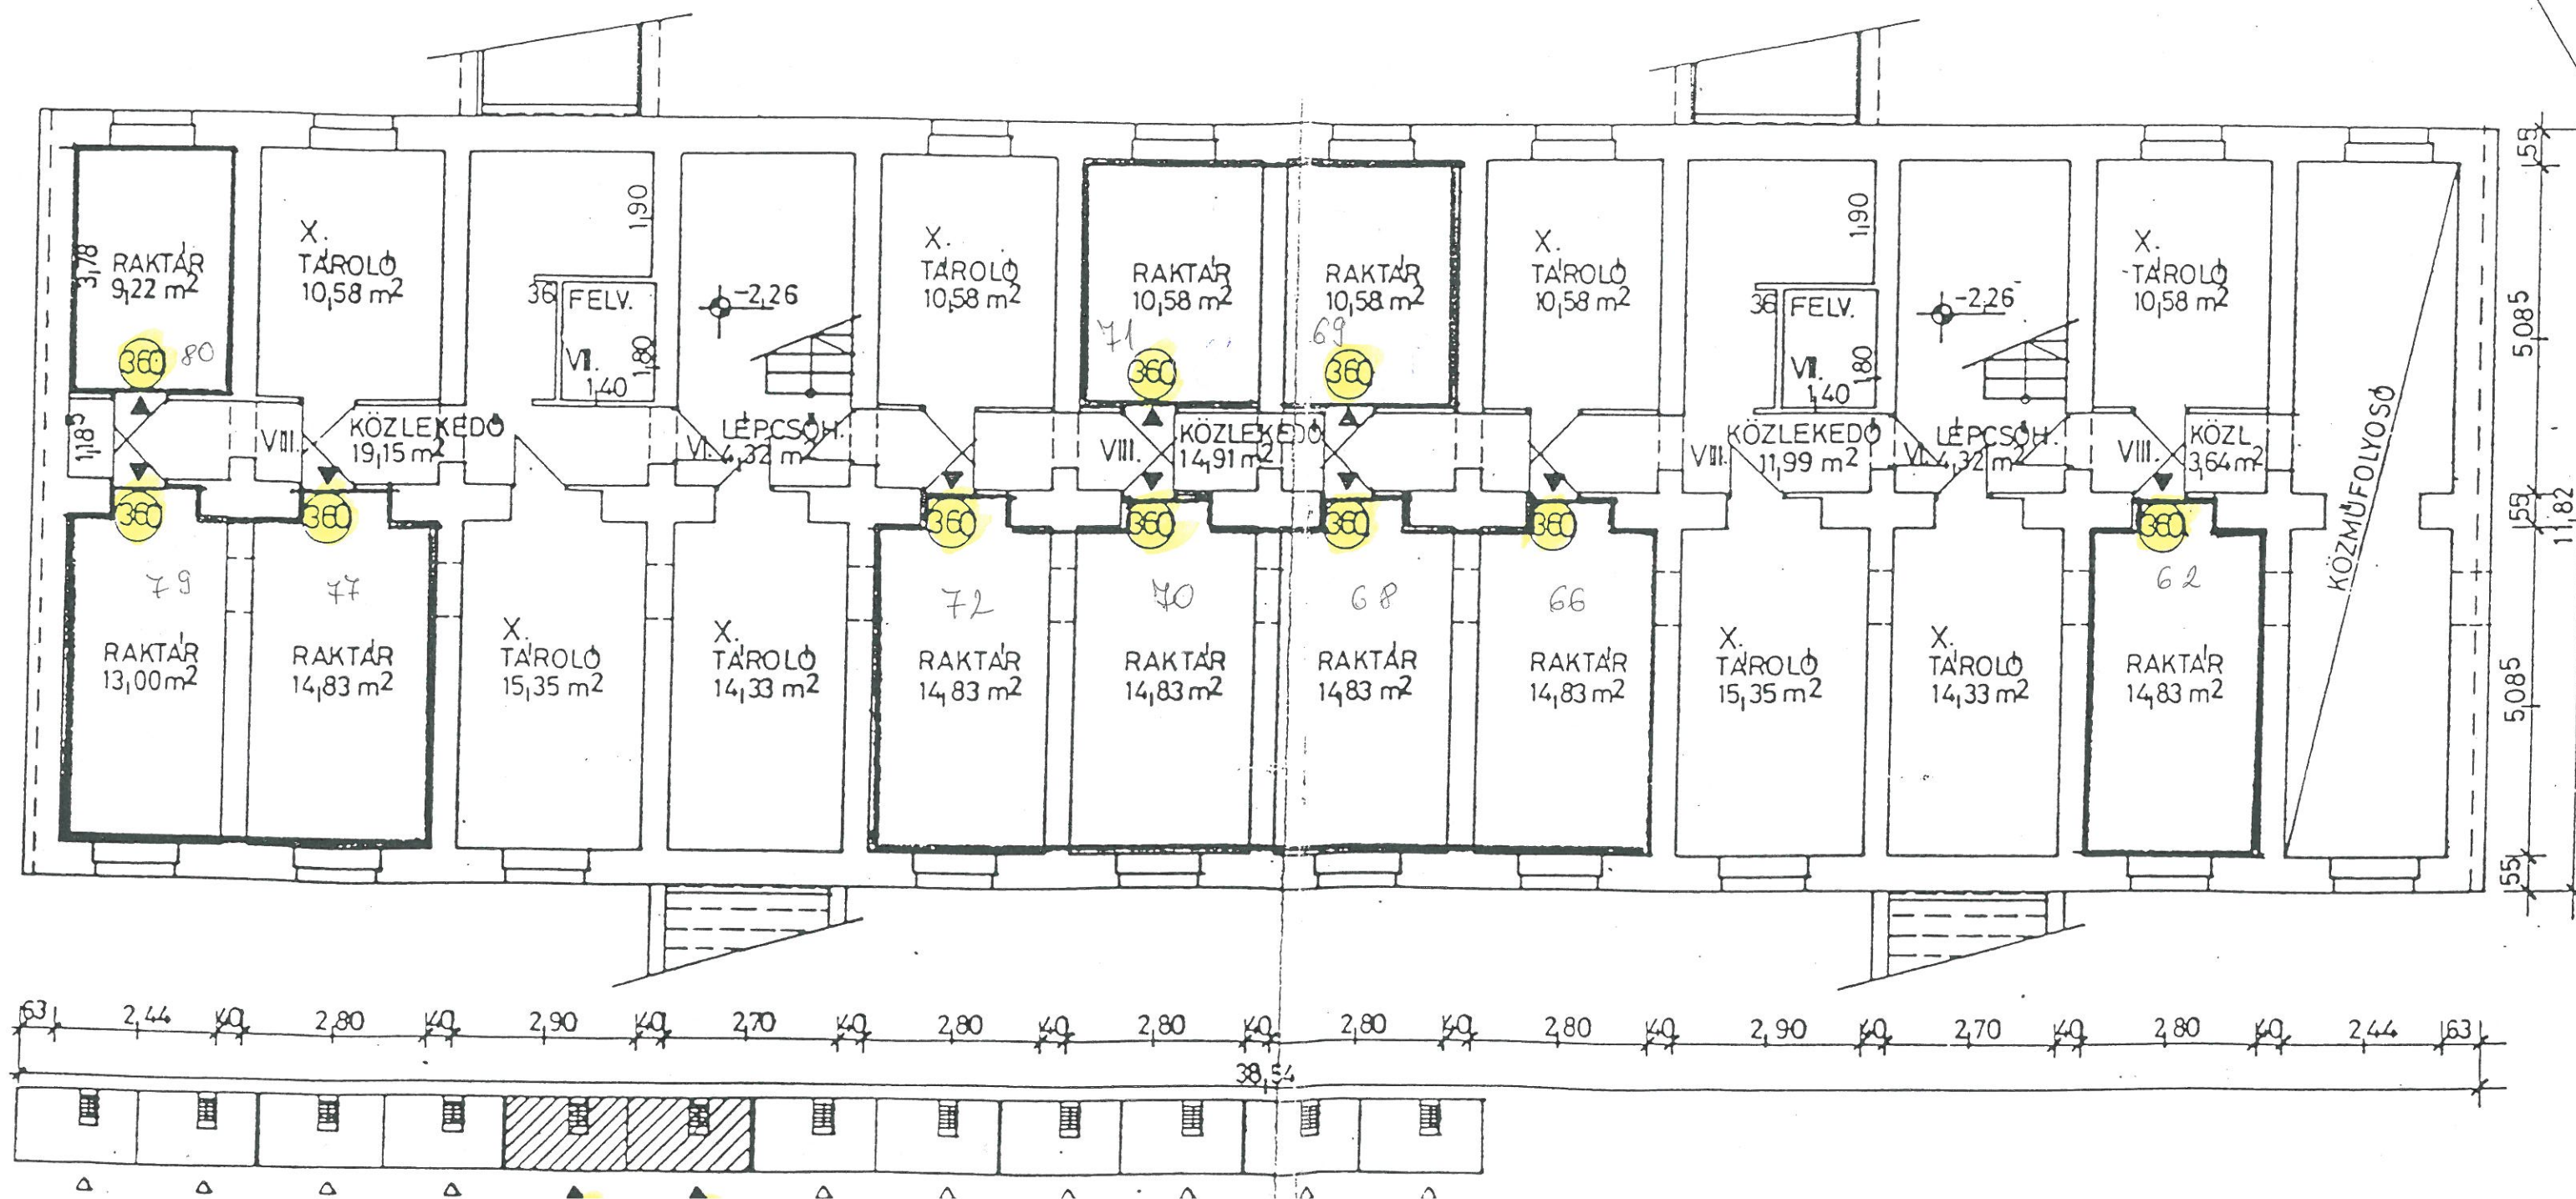 RAKTÁR
9,22 m²
3,78
360
80
X.
TÁROLÓ
10,58 m²
1,90
36
FELV.
VII.
1,80
1,40
-2,26
X.
TÁROLÓ
10,58 m²
RAKTÁR
10,58 m²
71
360
RAKTÁR
10,58 m²
69
360
X.
TÁROLÓ
10,58 m²
1,90
36
FELV.
VII.
1,80
1,40
-2,26
X.
TÁROLÓ
10,58 m²
55
5,085
55
11,82
5,085
55
1,185
VIII.
KÖZLEKEDŐ
19,15 m²
VI.
LÉPCSŐH.
4,32 m²
VIII.
KÖZLEKEDŐ
14,91 m²
VIII.
KÖZLEKEDŐ
11,99 m²
VI.
LÉPCSŐH.
4,32 m²
VIII.
KÖZL.
3,64 m²
KÖZMŰFOLYOSÓ
360
79
RAKTÁR
13,00 m²
360
77
RAKTÁR
14,83 m²
X.
TÁROLÓ
15,35 m²
X.
TÁROLÓ
14,33 m²
360
72
RAKTÁR
14,83 m²
360
70
RAKTÁR
14,83 m²
360
68
RAKTÁR
14,83 m²
360
66
RAKTÁR
14,83 m²
X.
TÁROLÓ
15,35 m²
X.
TÁROLÓ
14,33 m²
360
62
RAKTÁR
14,83 m²
63 2,44 40 2,80 40 2,90 40 2,70 40 2,80 40 2,80 40 2,80 40 2,80 40 2,90 40 2,70 40 2,80 40 2,44 63
38,54